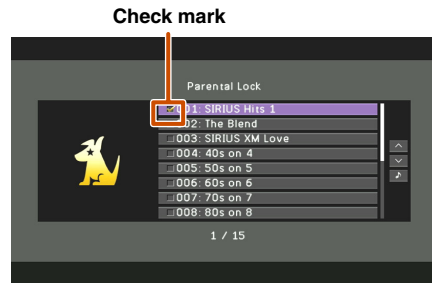 Check mark
Parental Lock
001: SIRIUS Hits 1
002: The Blend
003: SIRIUS XM Love
004: 40s on 4
005: 50s on 5
006: 60s on 6
007: 70s on 7
008: 80s on 8
1 / 15